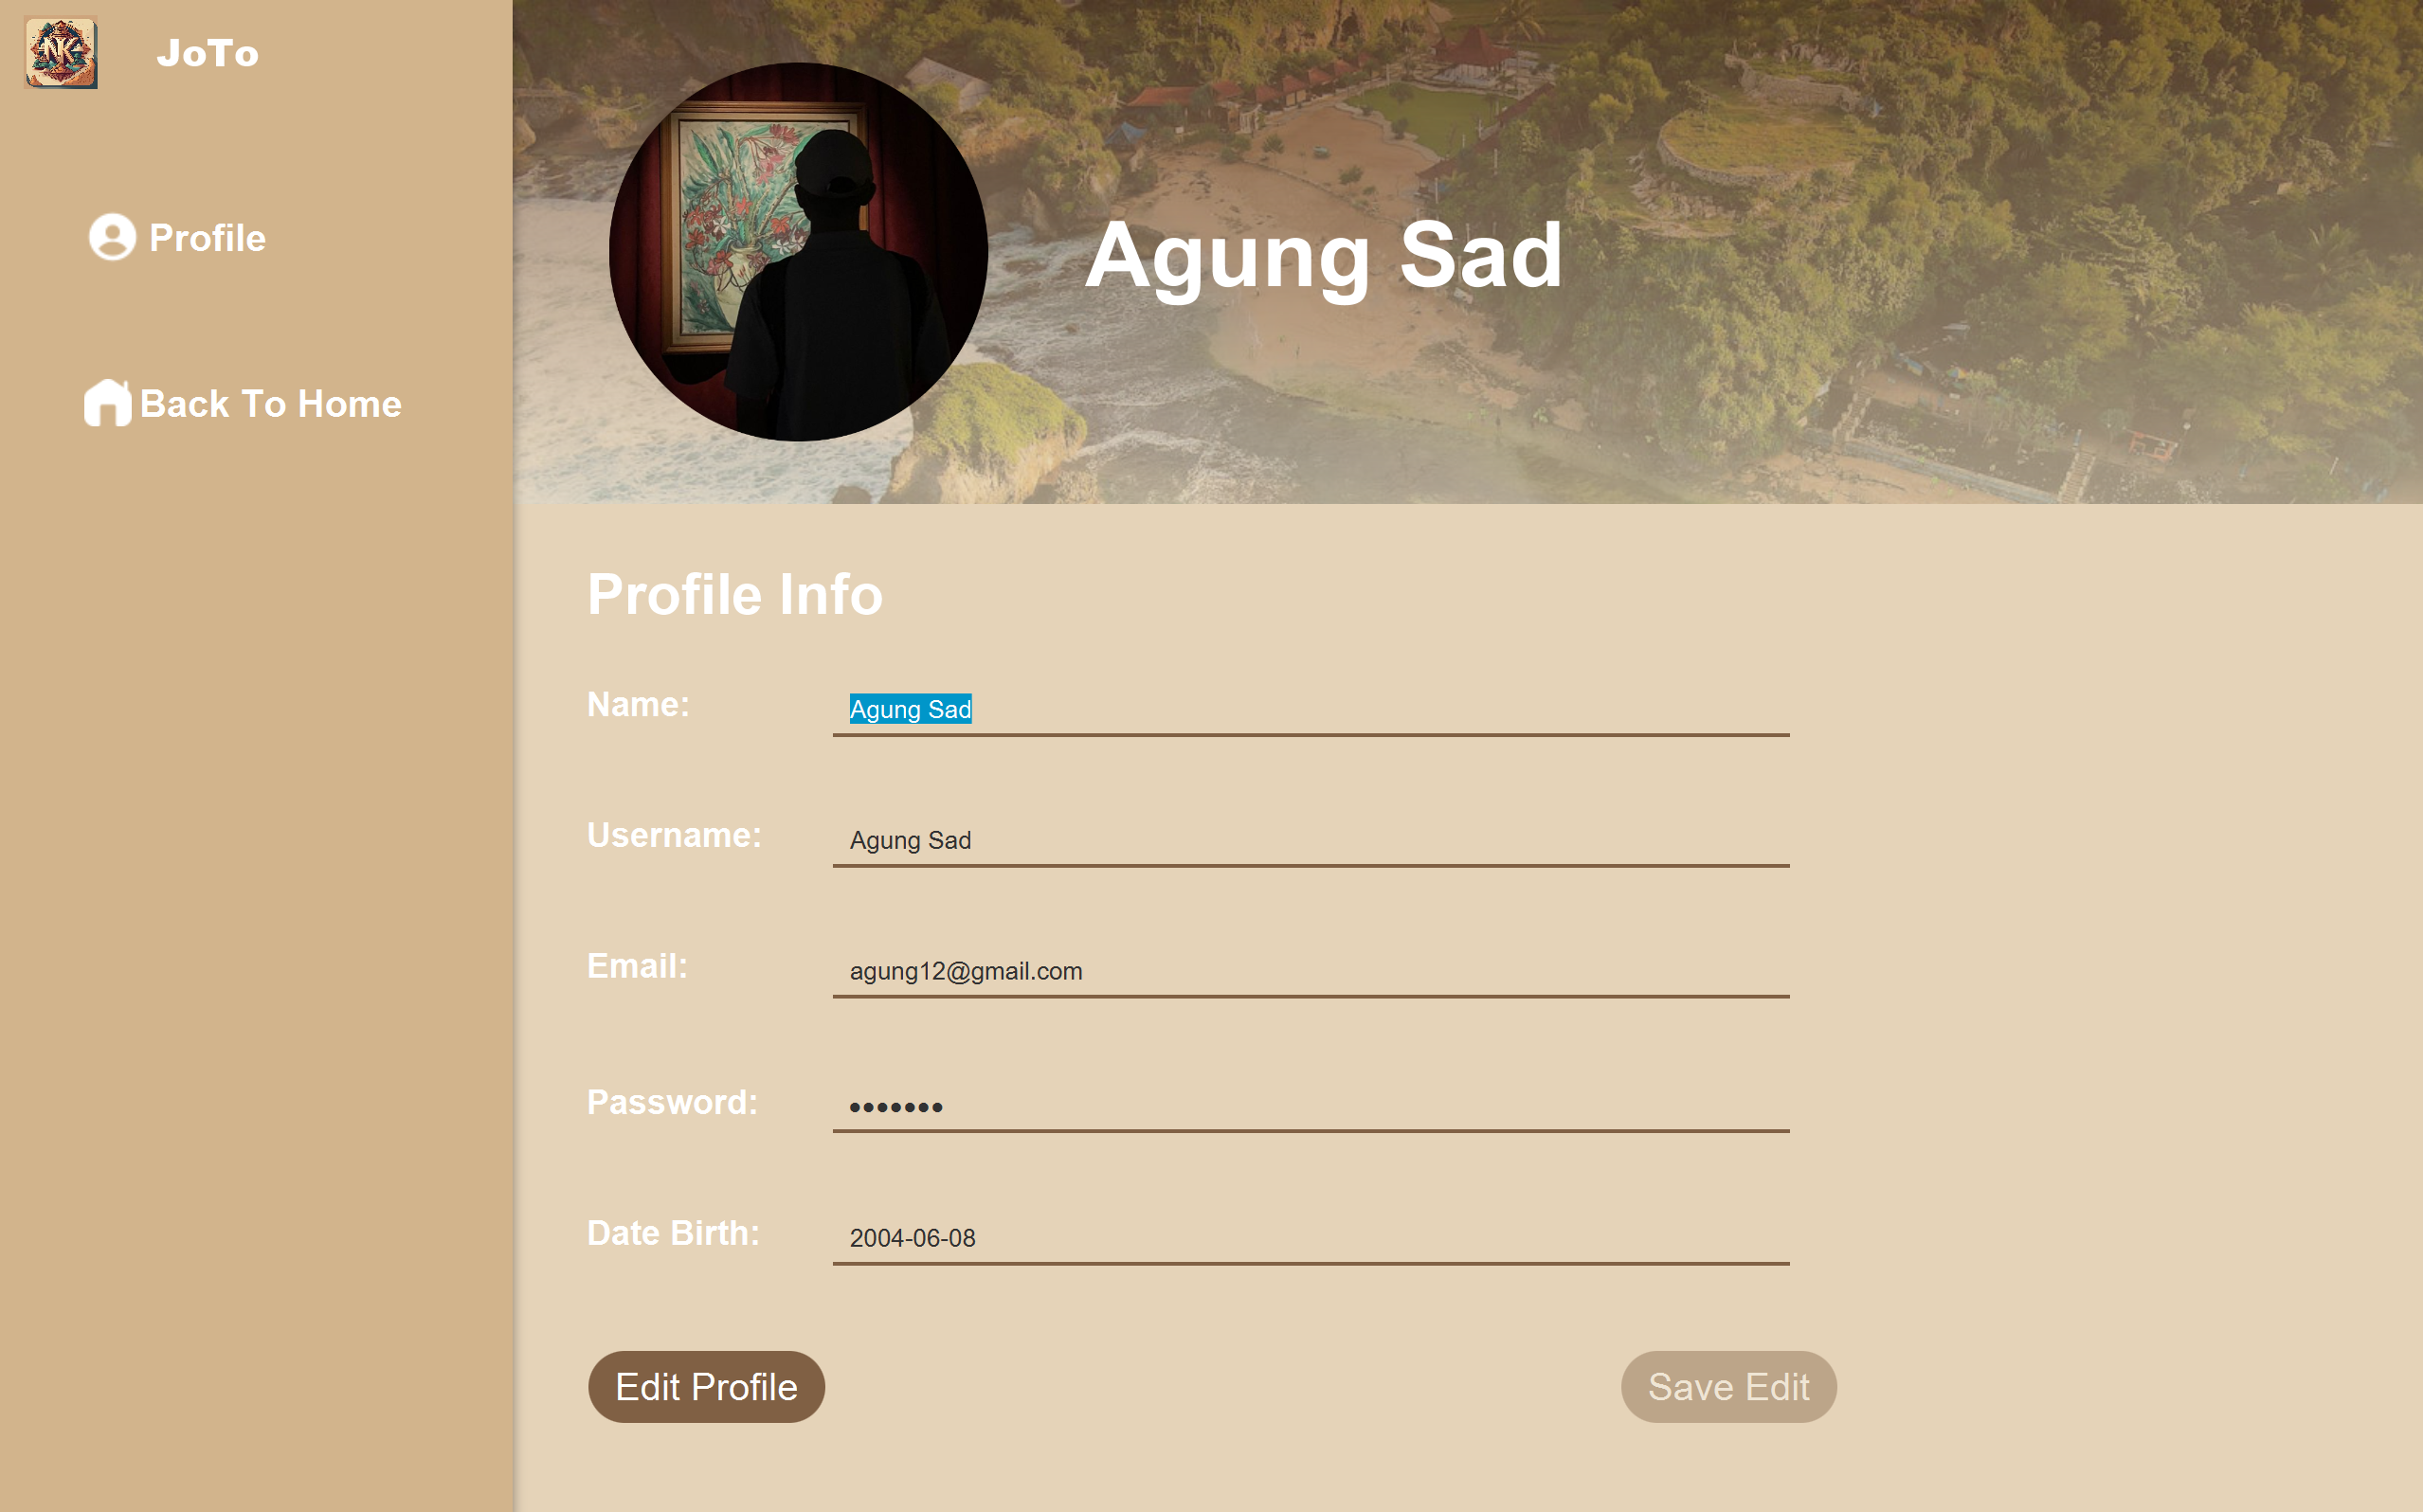 NK
JoTo
Profile
Back To Home
Agung Sad
Profile Info
Name: Agung Sad
Username: Agung Sad
Email: agung12@gmail.com
Password: •••••••
Date Birth: 2004-06-08
Edit Profile
Save Edit